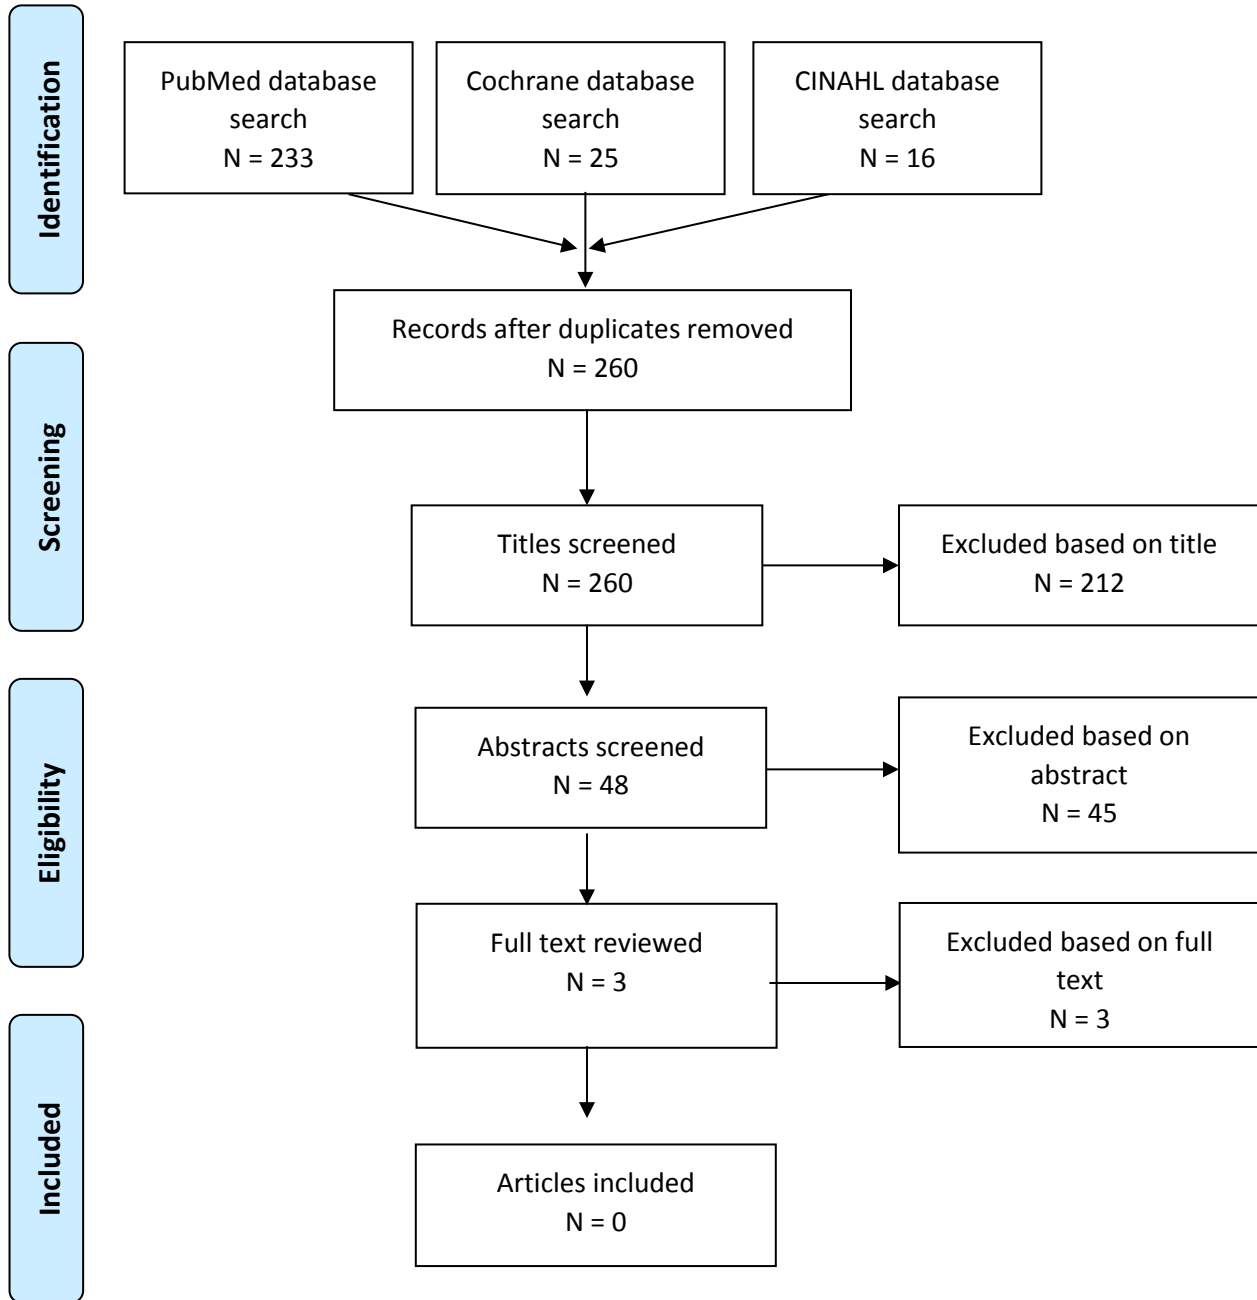 Identification
PubMed database
search
N = 233
Cochrane database
search
N = 25
CINAHL database
search
N = 16
Records after duplicates removed
N = 260
Screening
Titles screened
N = 260
Excluded based on title
N = 212
Eligibility
Abstracts screened
N = 48
Excluded based on
abstract
N = 45
Full text reviewed
N = 3
Excluded based on full
text
N = 3
Included
Articles included
N = 0